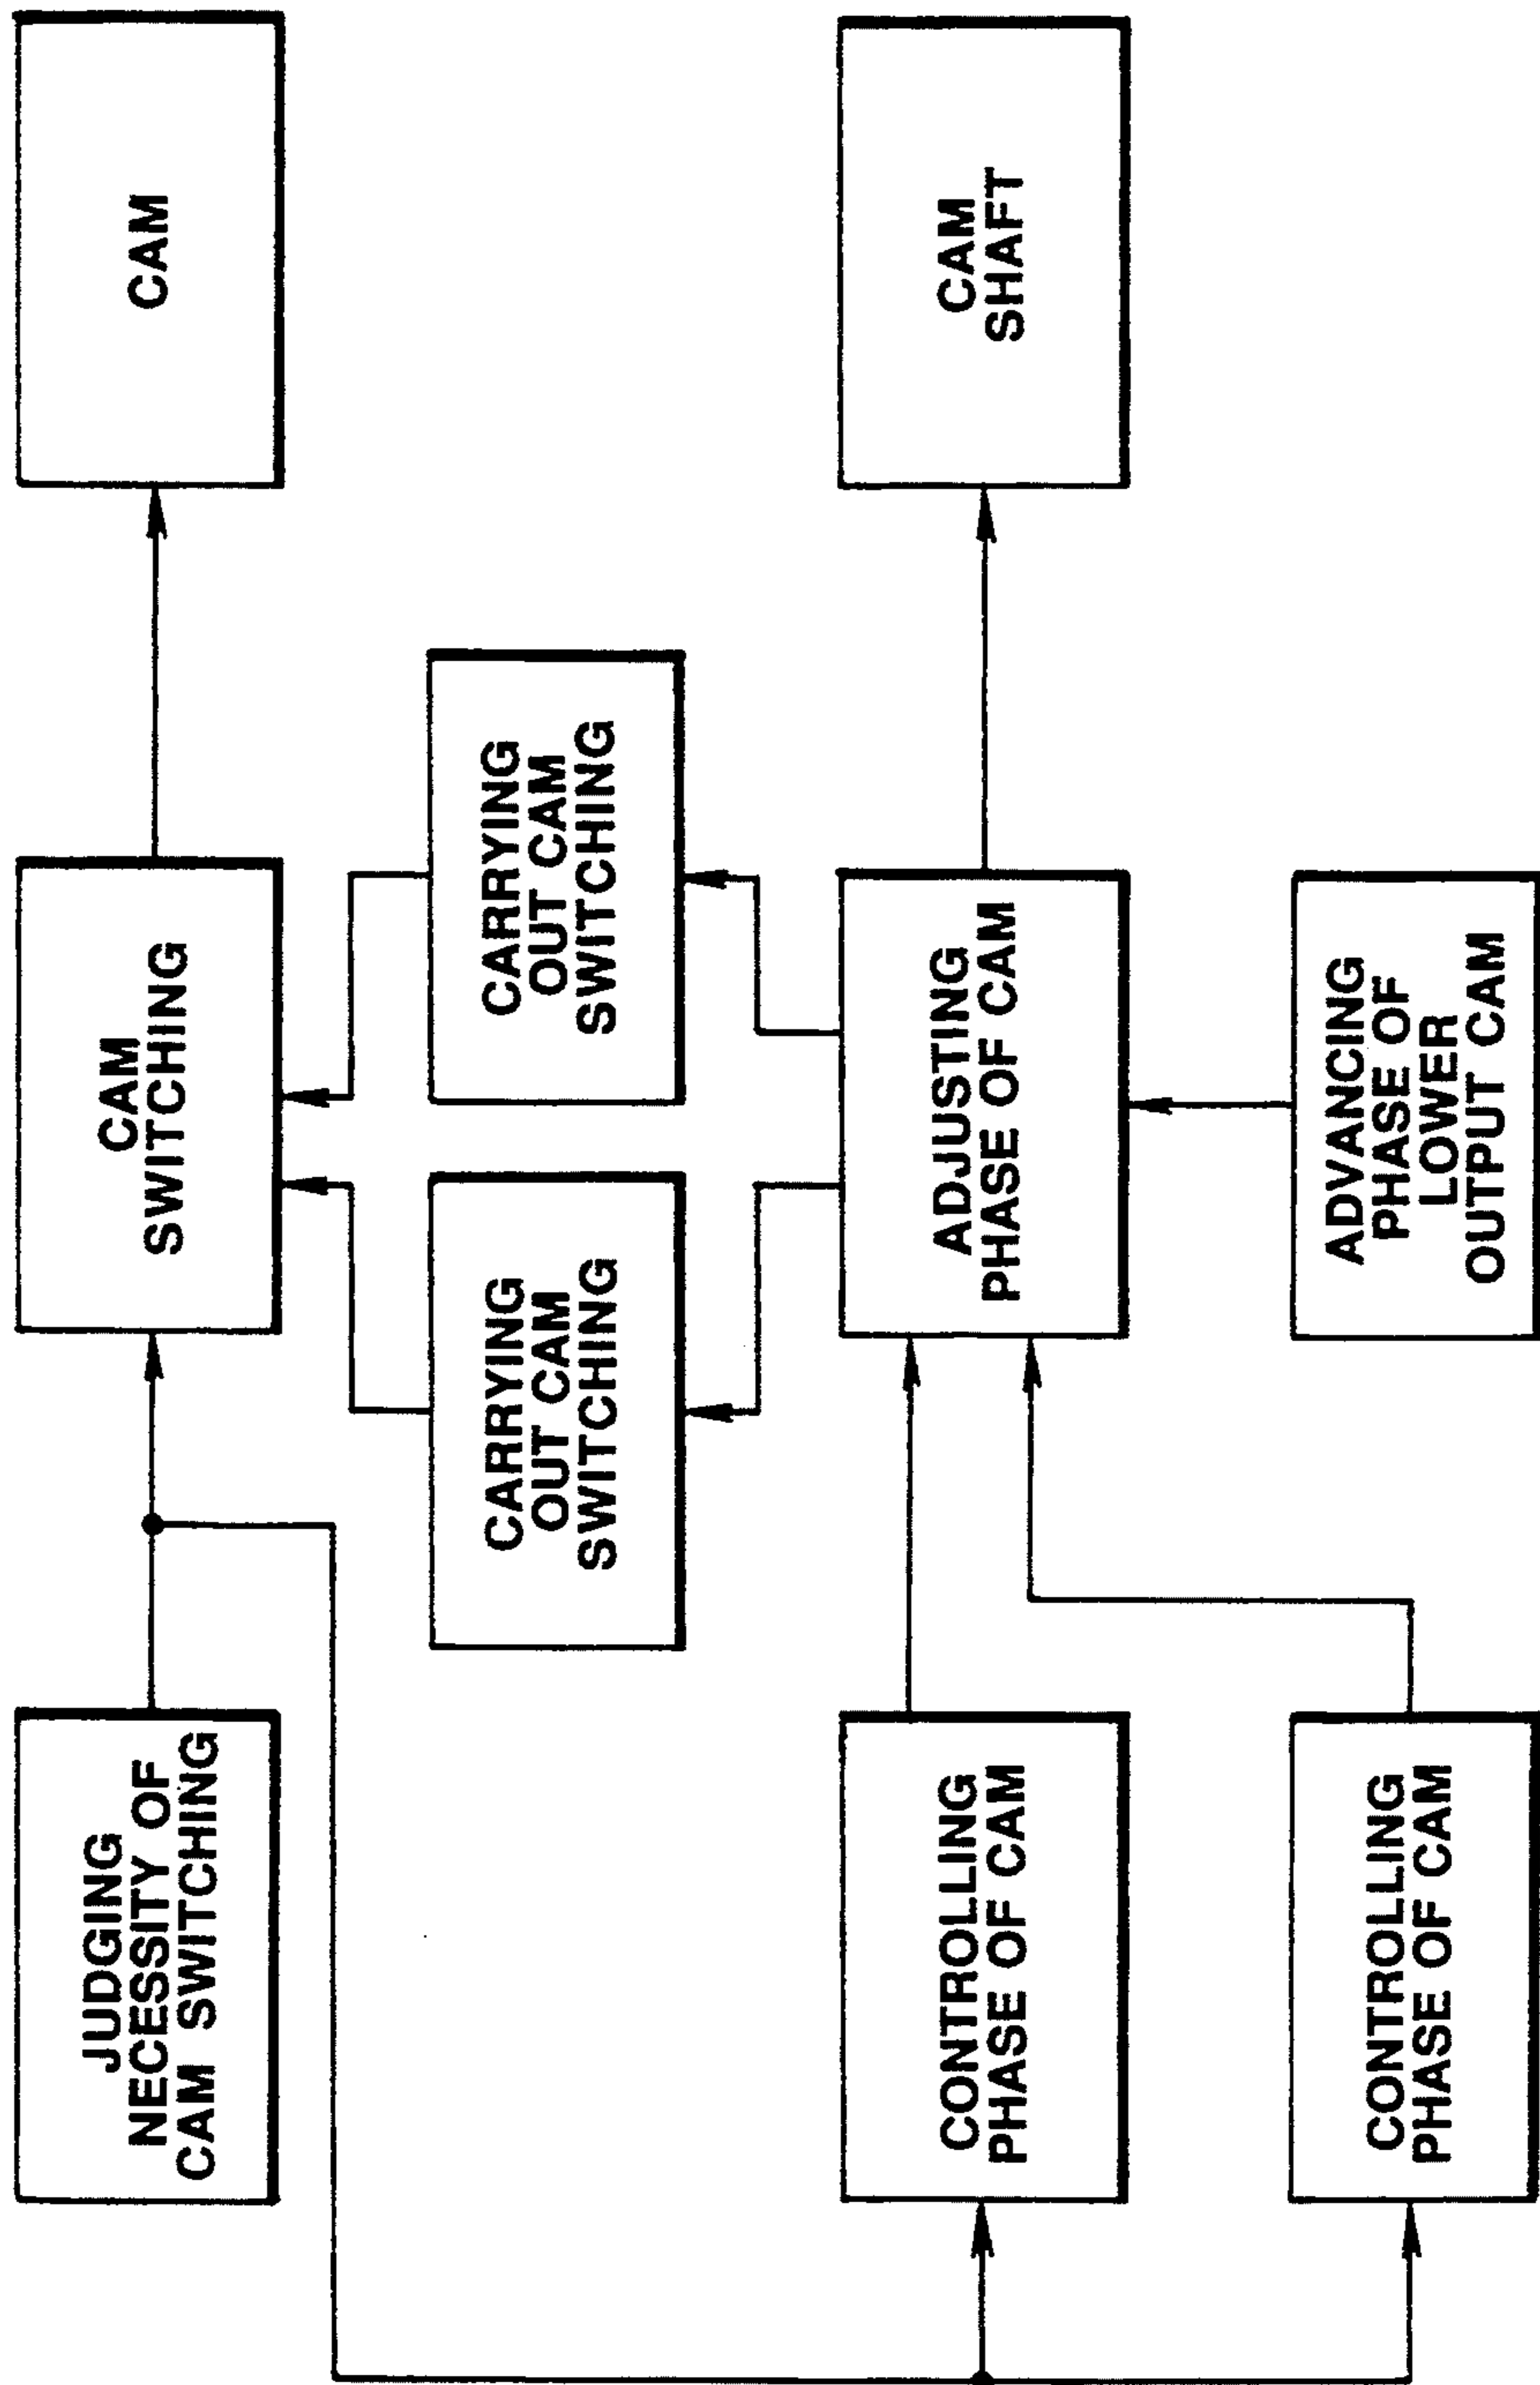 JUDGING
NECESSITY OF
CAM SWITCHING
CAM
SWITCHING
CAM
CARRYING
OUT CAM
SWITCHING
CARRYING
OUT CAM
SWITCHING
CONTROLLING
PHASE OF CAM
ADJUSTING
PHASE OF CAM
CAM
SHAFT
CONTROLLING
PHASE OF CAM
ADVANCING
PHASE OF
LOWER
OUTPUT CAM